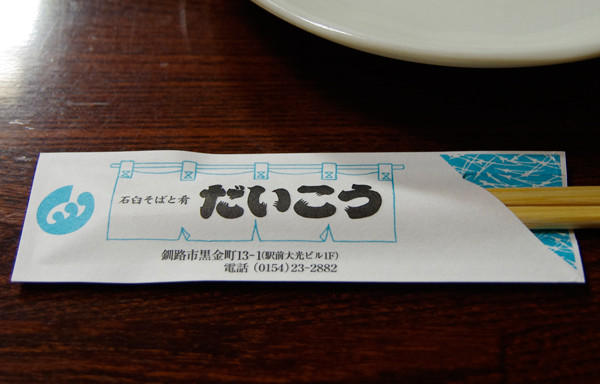 石臼そばと肴 だいこう
釧路市黒金町13-1(駅前大光ビル1F)
電話 (0154)23-2882